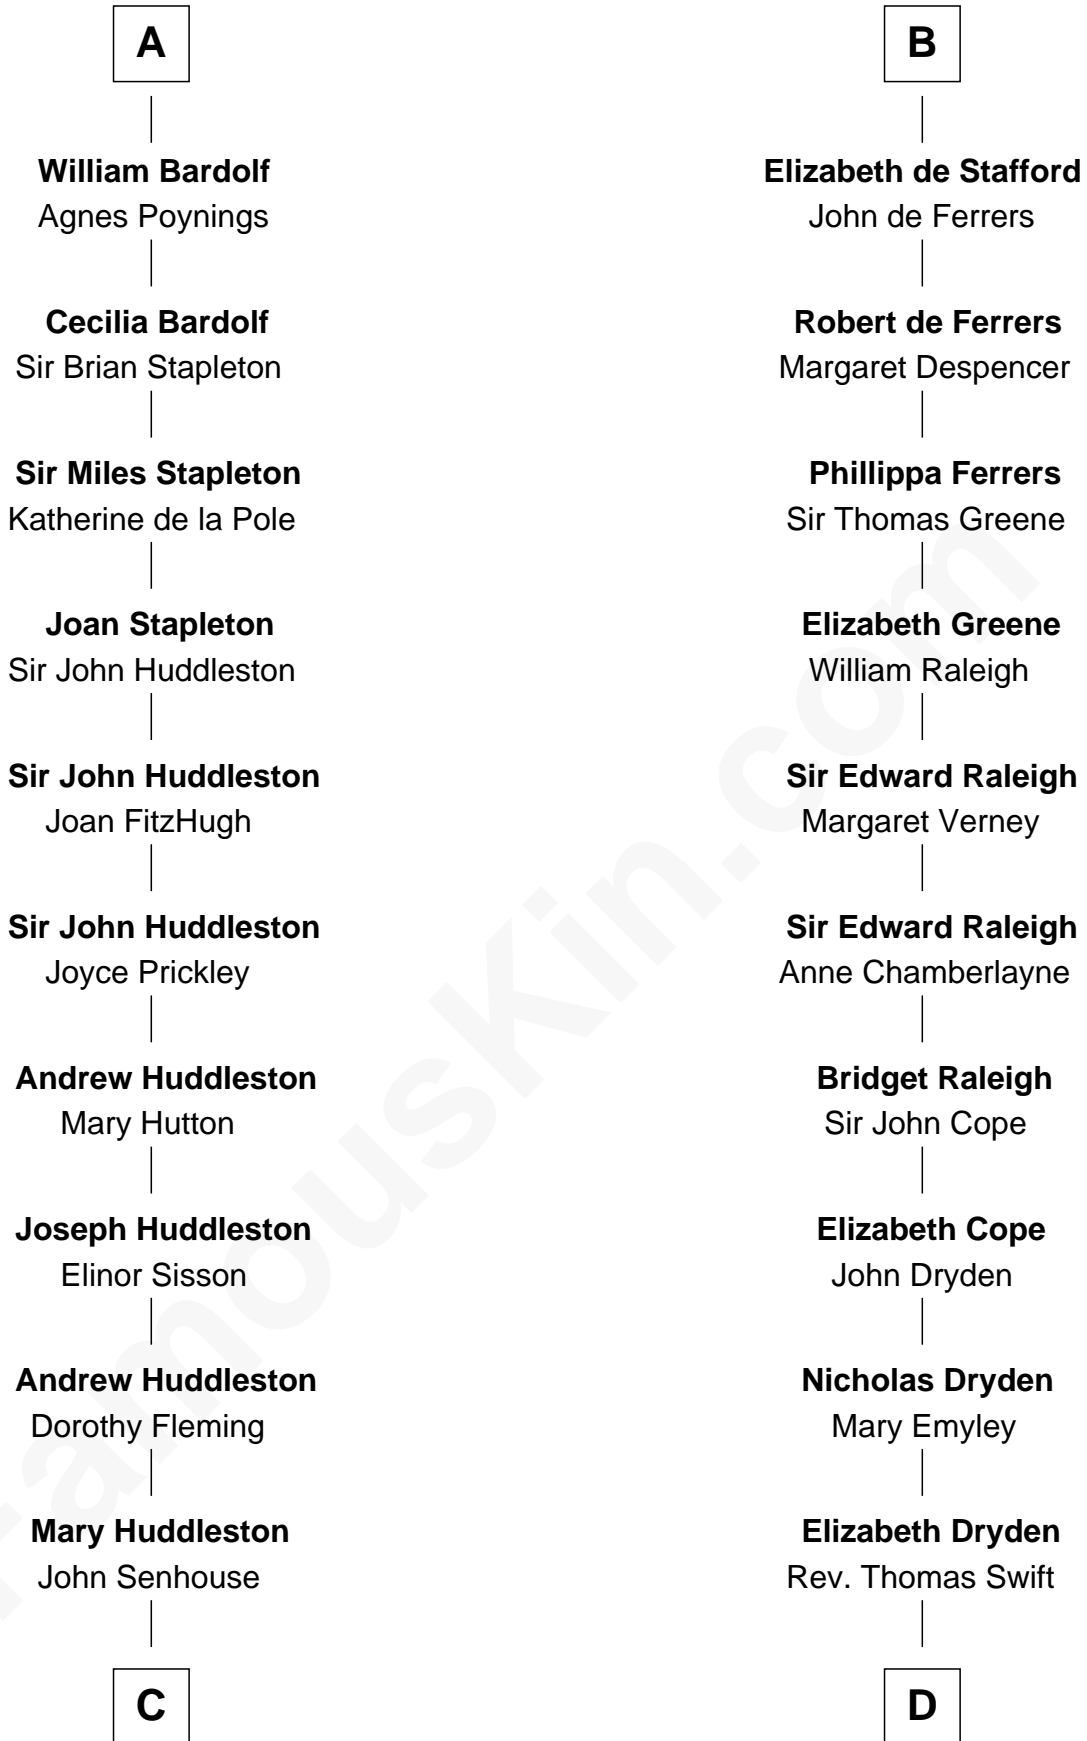 A
William Bardolf
Agnes Poynings
Cecilia Bardolf
Sir Brian Stapleton
Sir Miles Stapleton
Katherine de la Pole
Joan Stapleton
Sir John Huddleston
Sir John Huddleston
Joan FitzHugh
Sir John Huddleston
Joyce Prickley
Andrew Huddleston
Mary Hutton
Joseph Huddleston
Elinor Sisson
Andrew Huddleston
Dorothy Fleming
Mary Huddleston
John Senhouse
C
B
Elizabeth de Stafford
John de Ferrers
Robert de Ferrers
Margaret Despencer
Phillippa Ferrers
Sir Thomas Greene
Elizabeth Greene
William Raleigh
Sir Edward Raleigh
Margaret Verney
Sir Edward Raleigh
Anne Chamberlayne
Bridget Raleigh
Sir John Cope
Elizabeth Cope
John Dryden
Nicholas Dryden
Mary Emyley
Elizabeth Dryden
Rev. Thomas Swift
D
FamousKin.com